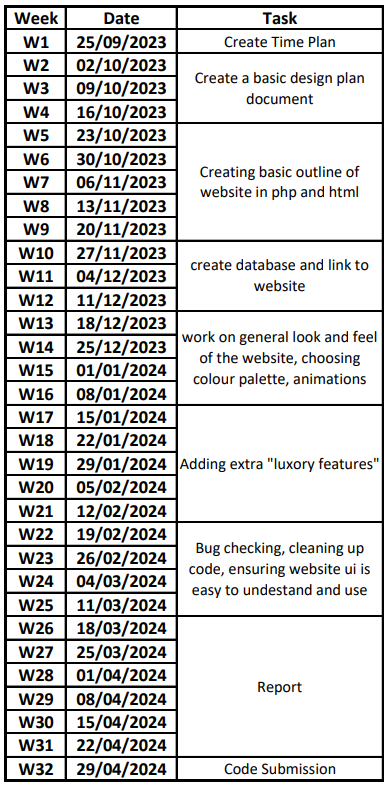 Week Date Task
W1 25/09/2023 Create Time Plan
W2 02/10/2023
W3 09/10/2023
W4 16/10/2023
Create a basic design plan
document
W5 23/10/2023
W6 30/10/2023
W7 06/11/2023
W8 13/11/2023
W9 20/11/2023
Creating basic outline of
website in php and html
W10 27/11/2023
W11 04/12/2023
W12 11/12/2023
create database and link to
website
W13 18/12/2023
W14 25/12/2023
W15 01/01/2024
W16 08/01/2024
work on general look and feel
of the website, choosing
colour palette, animations
W17 15/01/2024
W18 22/01/2024
W19 29/01/2024
W20 05/02/2024
W21 12/02/2024
Adding extra "luxory features"
W22 19/02/2024
W23 26/02/2024
W24 04/03/2024
W25 11/03/2024
Bug checking, cleaning up
code, ensuring website ui is
easy to undestand and use
W26 18/03/2024
W27 25/03/2024
W28 01/04/2024
W29 08/04/2024
W30 15/04/2024
W31 22/04/2024
Report
W32 29/04/2024 Code Submission